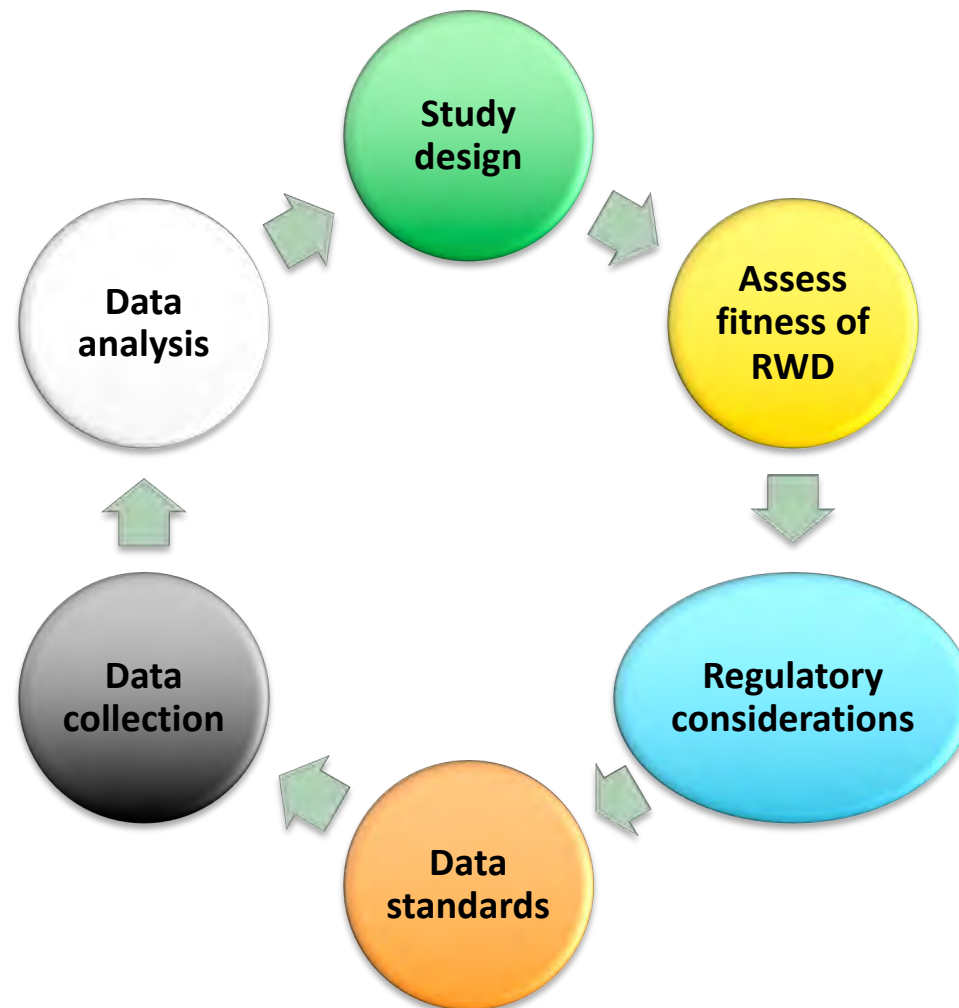 Study
design
Assess
fitness of
RWD
Regulatory
considerations
Data
standards
Data
collection
Data
analysis